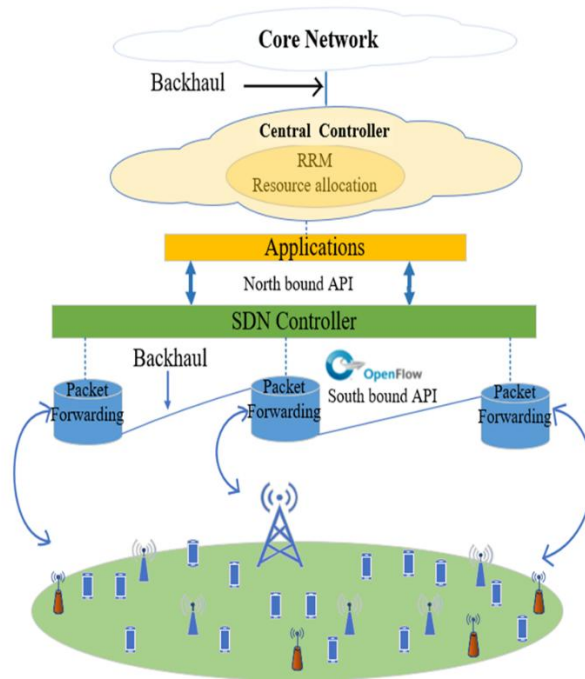 Core Network
Backhaul
Central Controller
RRM
Resource allocation
Applications
North bound API
SDN Controller
Backhaul
OpenFlow
South bound API
Packet
Forwarding
Packet
Forwarding
Packet
Forwarding